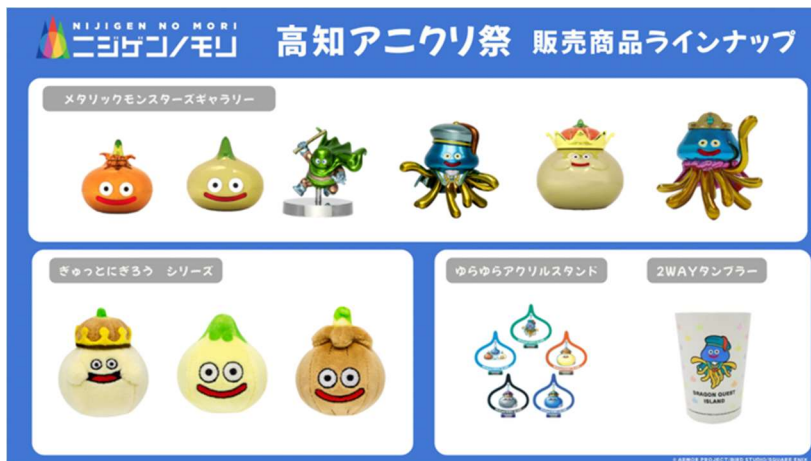 NIJIGEN NO MORI
ニジゲンノモリ
高知アニクリ祭 販売商品ラインナップ
メタリックモンスターズギャラリー
ぎゅっとにぎろう シリーズ
ゆらゆらアクリルスタンド
2WAYタンブラー
DRAGON QUEST
ISLAND